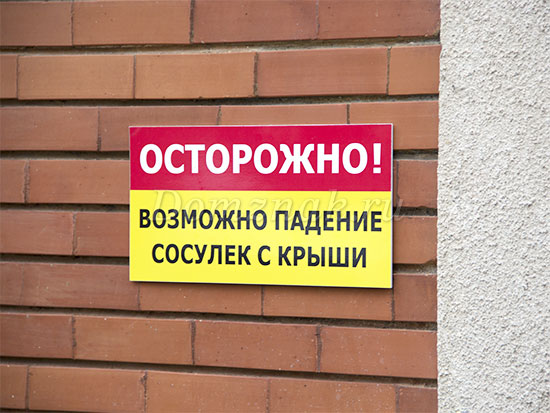 ОСТОРОЖНО!
Domznak.ru
ВОЗМОЖНО ПАДЕНИЕ
СОСУЛЕК С КРЫШИ